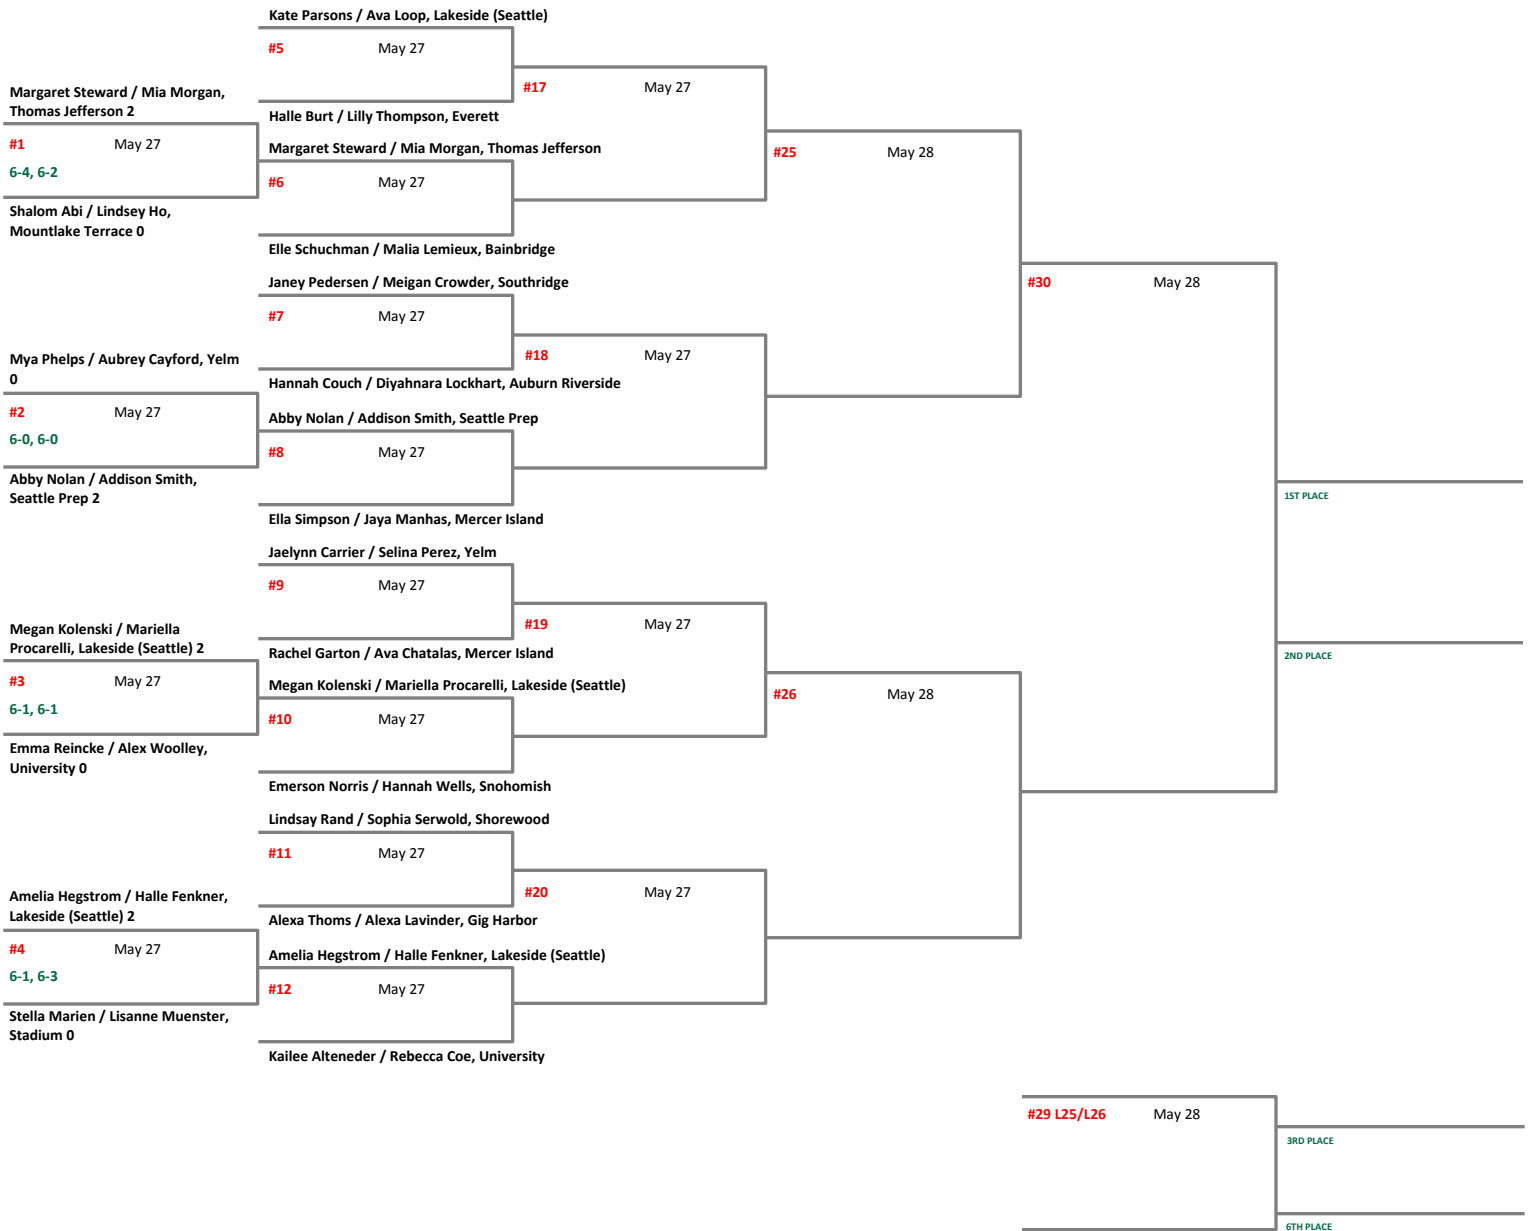 Kate Parsons / Ava Loop, Lakeside (Seattle)
#5 May 27
Margaret Steward / Mia Morgan,
Thomas Jefferson 2
#17 May 27
Halle Burt / Lilly Thompson, Everett
#1 May 27
Margaret Steward / Mia Morgan, Thomas Jefferson
#25 May 28
6-4, 6-2
#6 May 27
Shalom Abi / Lindsey Ho,
Mountlake Terrace 0
Elle Schuchman / Malia Lemieux, Bainbridge
Janey Pedersen / Meigan Crowder, Southridge
#30 May 28
#7 May 27
Mya Phelps / Aubrey Cayford, Yelm
0
#18 May 27
Hannah Couch / Diyahnara Lockhart, Auburn Riverside
#2 May 27
Abby Nolan / Addison Smith, Seattle Prep
6-0, 6-0
#8 May 27
Abby Nolan / Addison Smith,
Seattle Prep 2
1ST PLACE
Ella Simpson / Jaya Manhas, Mercer Island
Jaelynn Carrier / Selina Perez, Yelm
#9 May 27
Megan Kolenski / Mariella
Procarelli, Lakeside (Seattle) 2
#19 May 27
Rachel Garton / Ava Chatalas, Mercer Island
2ND PLACE
#3 May 27
Megan Kolenski / Mariella Procarelli, Lakeside (Seattle)
#26 May 28
6-1, 6-1
#10 May 27
Emma Reincke / Alex Woolley,
University 0
Emerson Norris / Hannah Wells, Snohomish
Lindsay Rand / Sophia Serwold, Shorewood
#11 May 27
Amelia Hegstrom / Halle Fenkner,
Lakeside (Seattle) 2
#20 May 27
Alexa Thoms / Alexa Lavinder, Gig Harbor
#4 May 27
Amelia Hegstrom / Halle Fenkner, Lakeside (Seattle)
6-1, 6-3
#12 May 27
Stella Marien / Lisanne Muenster,
Stadium 0
Kailee Alteneder / Rebecca Coe, University
#29 L25/L26 May 28
3RD PLACE
6TH PLACE